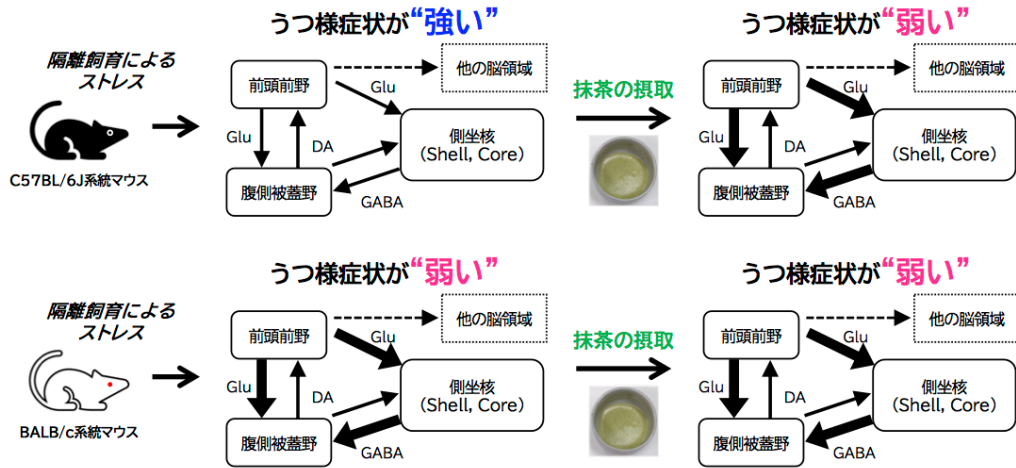 うつ様症状が“強い”
うつ様症状が“弱い”
隔離飼育による
ストレス
C57BL/6J系統マウス
前頭前野
他の脳領域
Glu
Glu
DA
側坐核
(Shell, Core)
腹側被蓋野
GABA
抹茶の摂取
前頭前野
他の脳領域
Glu
Glu
DA
側坐核
(Shell, Core)
腹側被蓋野
GABA
うつ様症状が“弱い”
うつ様症状が“弱い”
隔離飼育による
ストレス
BALB/c系統マウス
前頭前野
他の脳領域
Glu
Glu
DA
側坐核
(Shell, Core)
腹側被蓋野
GABA
抹茶の摂取
前頭前野
他の脳領域
Glu
Glu
DA
側坐核
(Shell, Core)
腹側被蓋野
GABA